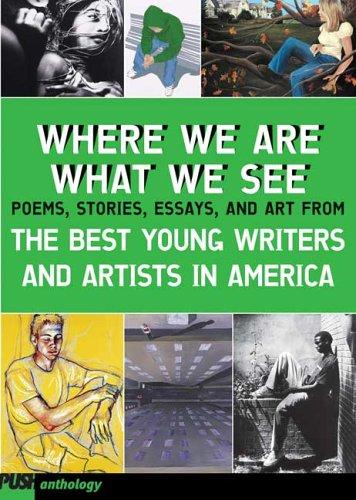 WHERE WE ARE
WHAT WE SEE
POEMS, STORIES, ESSAYS, AND ART FROM
THE BEST YOUNG WRITERS
AND ARTISTS IN AMERICA
PUSH anthology